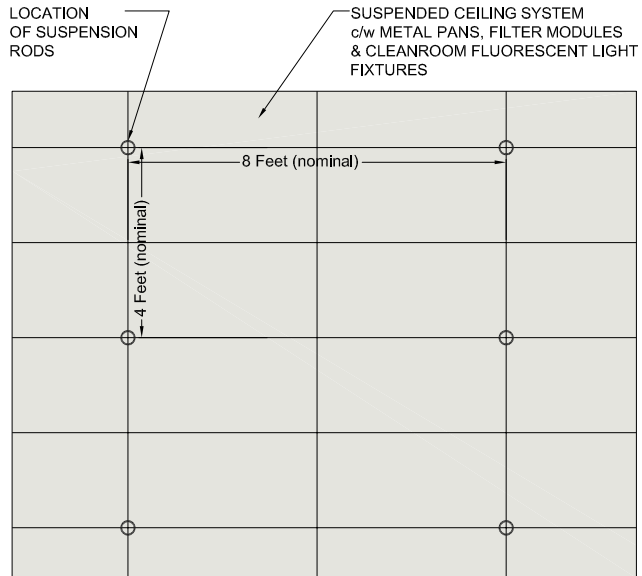 LOCATION
OF SUSPENSION
RODS
SUSPENDED CEILING SYSTEM
c/w METAL PANS, FILTER MODULES
& CLEANROOM FLUORESCENT LIGHT
FIXTURES
8 Feet (nominal)
4 Feet (nominal)